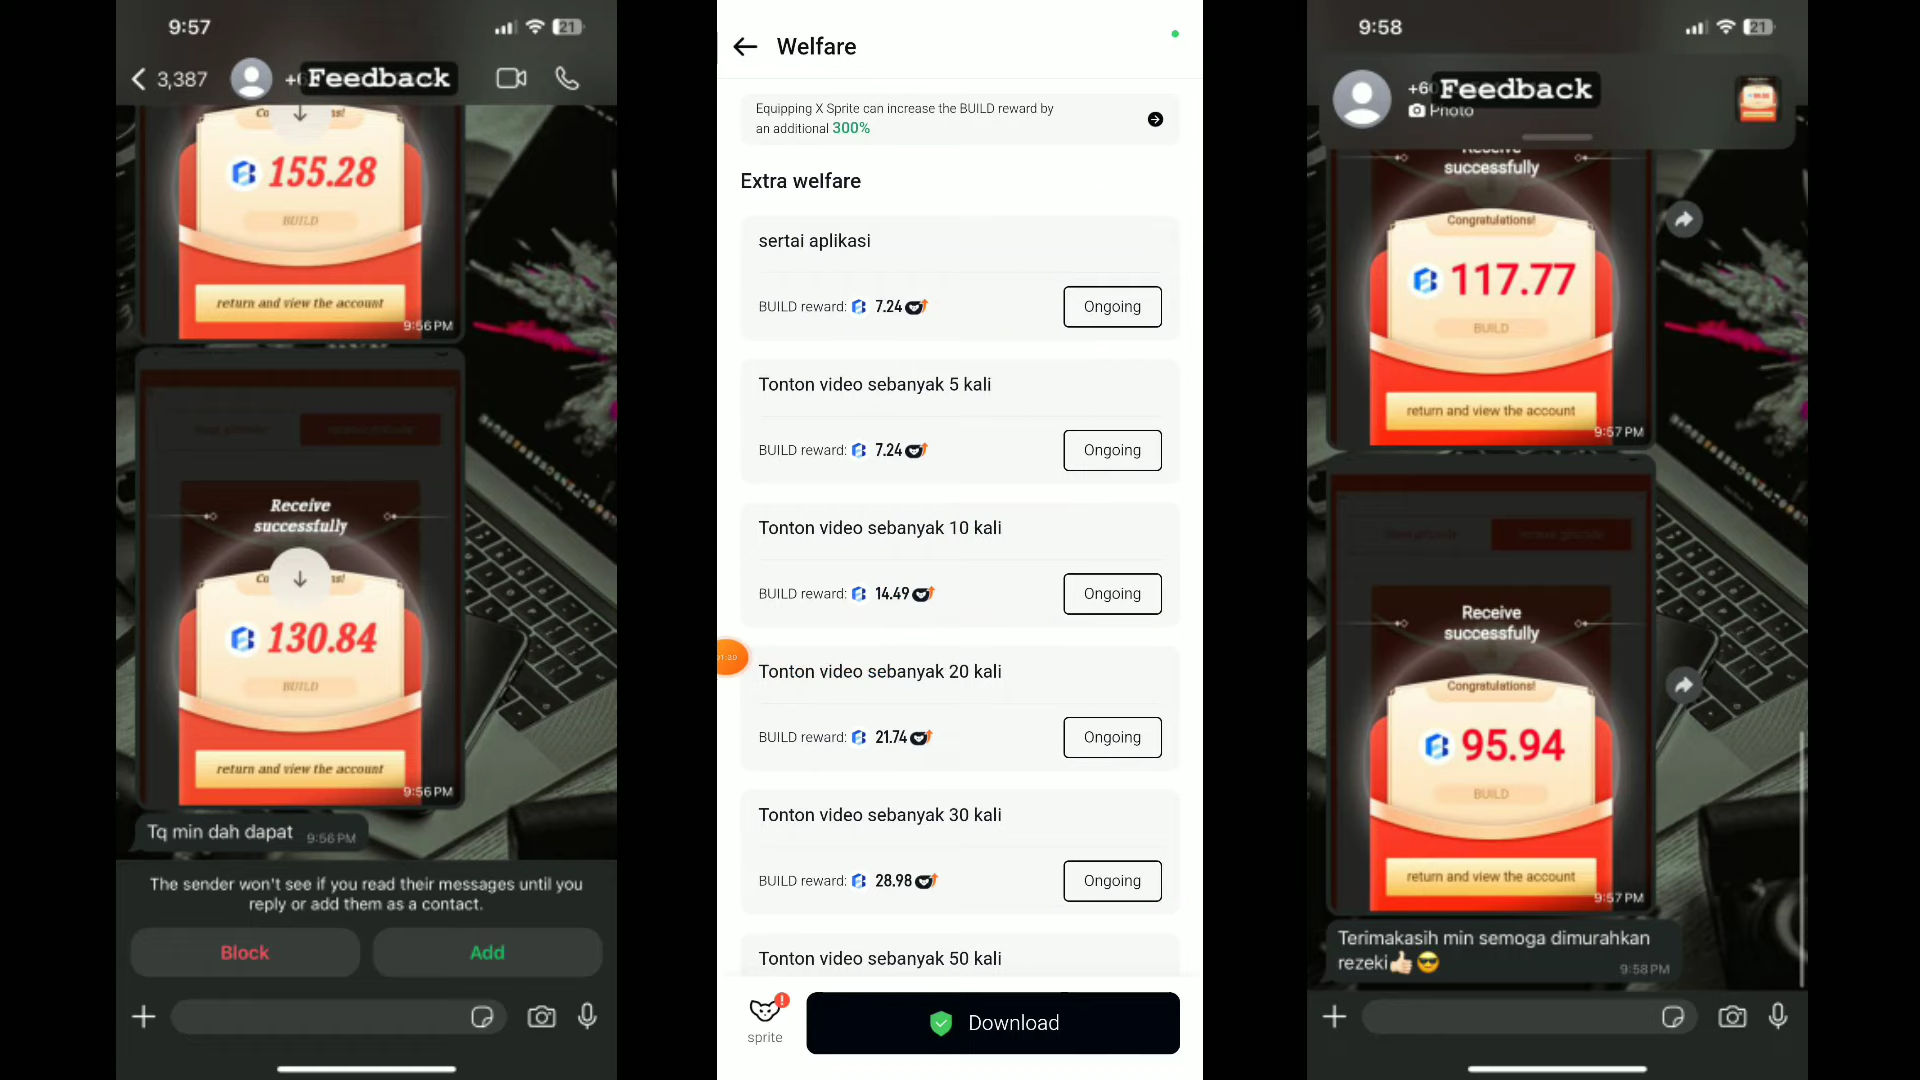 9:57
21
3,387
Feedback
155.28
BUILD
return and view the account
9:56 PM
Receive
successfully
130.84
BUILD
return and view the account
9:56 PM
Tq min dah dapat 9:56 PM
The sender won't see if you read their messages until you
reply or add them as a contact.
Block
Add
Welfare
Equipping X Sprite can increase the BUILD reward by
an additional 300%
Extra welfare
sertai aplikasi
BUILD reward: 7.24
Ongoing
Tonton video sebanyak 5 kali
BUILD reward: 7.24
Ongoing
Tonton video sebanyak 10 kali
BUILD reward: 14.49
Ongoing
Tonton video sebanyak 20 kali
BUILD reward: 21.74
Ongoing
Tonton video sebanyak 30 kali
BUILD reward: 28.98
Ongoing
Tonton video sebanyak 50 kali
sprite
Download
9:58
21
Feedback
Photo
successfully
Congratulations!
117.77
BUILD
return and view the account
9:57 PM
Receive
successfully
Congratulations!
95.94
BUILD
return and view the account
9:57 PM
Terimakasih min semoga dimurahkan
rezeki👍🏻😎
9:58 PM